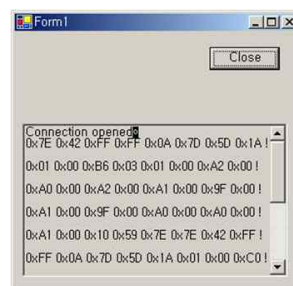 Form1
Close
Connection opened
0x7E 0x42 0xFF 0xFF 0x0A 0x7D 0x5D 0x1A !
0x01 0x00 0xB6 0x03 0x01 0x00 0xA2 0x00 !
0xA0 0x00 0xA2 0x00 0xA1 0x00 0x9F 0x00 !
0xA1 0x00 0x9F 0x00 0xA0 0x00 0xA0 0x00 !
0xA1 0x00 0x10 0x59 0x7E 0x7E 0x42 0xFF !
0xFF 0x0A 0x7D 0x5D 0x1A 0x01 0x00 0xC0 !